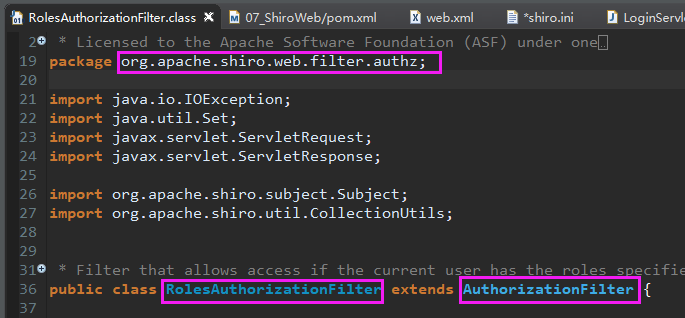 RolesAuthorizationFilter.class 07_ShiroWeb/pom.xml web.xml *shiro.ini LoginServ
2 * Licensed to the Apache Software Foundation (ASF) under one
19 package org.apache.shiro.web.filter.authz;
20
21 import java.io.IOException;
22 import java.util.Set;
23 import javax.servlet.ServletRequest;
24 import javax.servlet.ServletResponse;
25
26 import org.apache.shiro.subject.Subject;
27 import org.apache.shiro.util.CollectionUtils;
28
29
31 * Filter that allows access if the current user has the roles specifie
36 public class RolesAuthorizationFilter extends AuthorizationFilter {
37